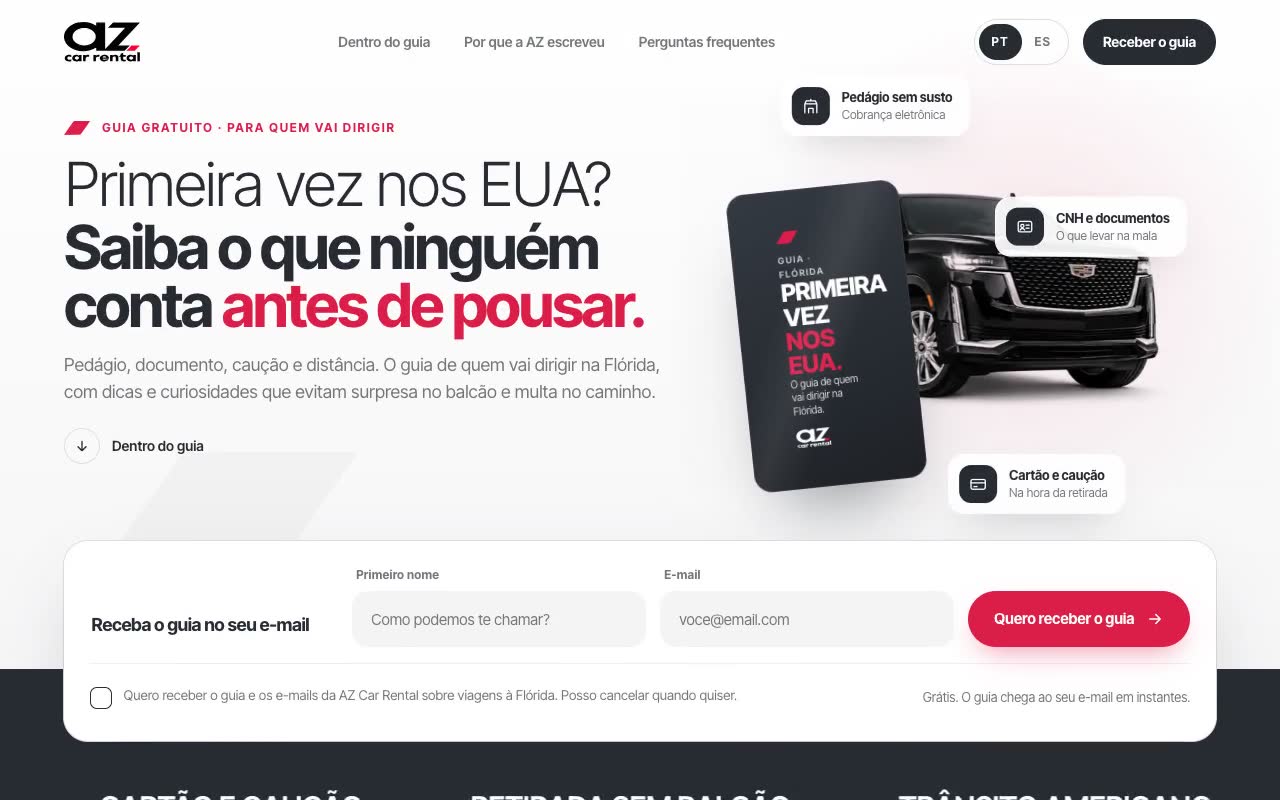 az
car rental
Dentro do guia
Por que a AZ escreveu
Perguntas frequentes
PT
ES
Receber o guia
Pedágio sem susto
Cobrança eletrônica
GUIA GRATUITO · PARA QUEM VAI DIRIGIR
Primeira vez nos EUA?
Saiba o que ninguém
conta antes de pousar.
Pedágio, documento, caução e distância. O guia de quem vai dirigir na Flórida,
com dicas e curiosidades que evitam surpresa no balcão e multa no caminho.
Dentro do guia
CNH e documentos
O que levar na mala
GUIA ·
FLÓRIDA
PRIMEIRA
VEZ
NOS
EUA.
O guia de quem
vai dirigir na
Flórida.
az
car rental
Cartão e caução
Na hora da retirada
Receba o guia no seu e-mail
Primeiro nome
Como podemos te chamar?
E-mail
voce@email.com
Quero receber o guia
Quero receber o guia e os e-mails da AZ Car Rental sobre viagens à Flórida. Posso cancelar quando quiser.
Grátis. O guia chega ao seu e-mail em instantes.
CARTÃO E CAUÇÃO
RETIRADA SEM BALCÃO
TRÂNSITO AMERICANO